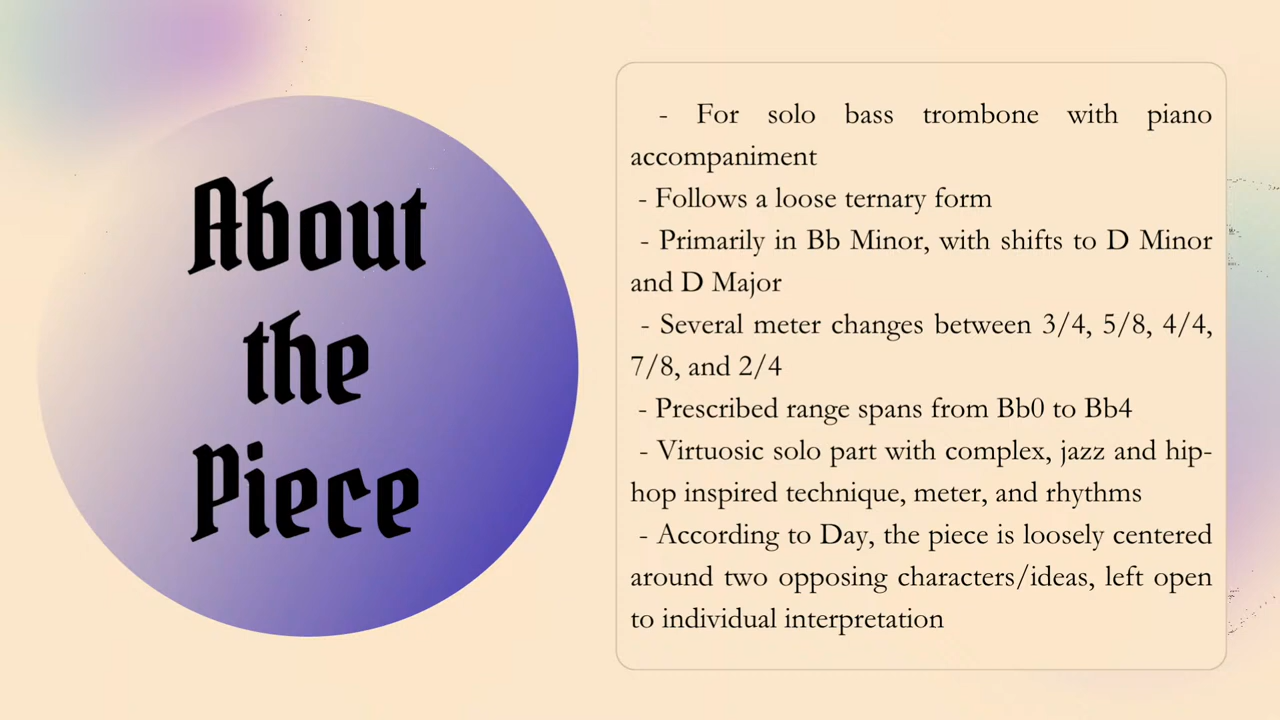 About
the
Piece
- For solo bass trombone with piano
accompaniment
- Follows a loose ternary form
- Primarily in Bb Minor, with shifts to D Minor
and D Major
- Several meter changes between 3/4, 5/8, 4/4,
7/8, and 2/4
- Prescribed range spans from Bb0 to Bb4
- Virtuosic solo part with complex, jazz and hip-
hop inspired technique, meter, and rhythms
- According to Day, the piece is loosely centered
around two opposing characters/ideas, left open
to individual interpretation